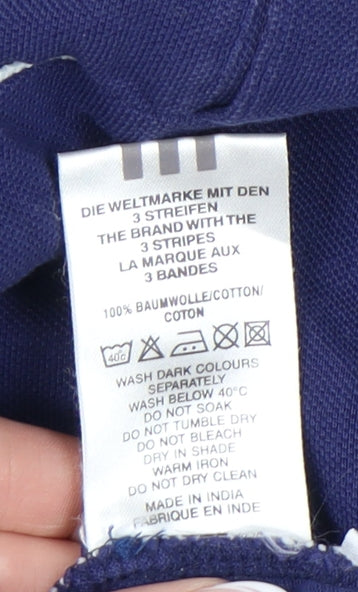 DIE WELTMARKE MIT DEN
3 STREIFEN
THE BRAND WITH THE
3 STRIPES
LA MARQUE AUX
3 BANDES
100% BAUMWOLLE/COTTON/
COTON
40°C
WASH DARK COLOURS
SEPARATELY
WASH BELOW 40°C
DO NOT SOAK
DO NOT TUMBLE DRY
DO NOT BLEACH
DRY IN SHADE
WARM IRON
DO NOT DRY CLEAN
MADE IN INDIA
FABRIQUE EN INDE